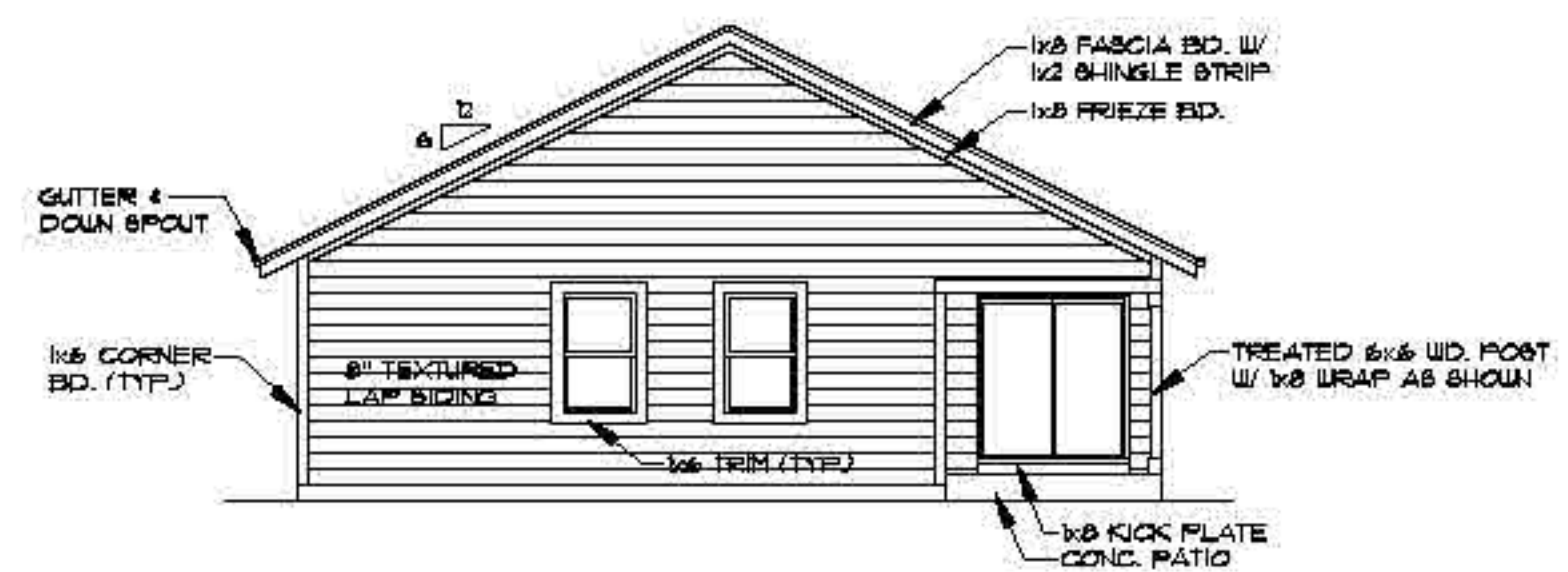 1x8 FASCIA BD. W/
1x2 SHINGLE STRIP
1x8 FRIEZE BD.
12
6
GUTTER &
DOWN SPOUT
1x6 CORNER
BD. (TYP.)
8" TEXTURED
LAP SIDING
TREATED 6x6 WD. POST
W/ 1x8 WRAP AS SHOWN
1x6 TRIM (TYP.)
1x8 KICK PLATE
CONC. PATIO